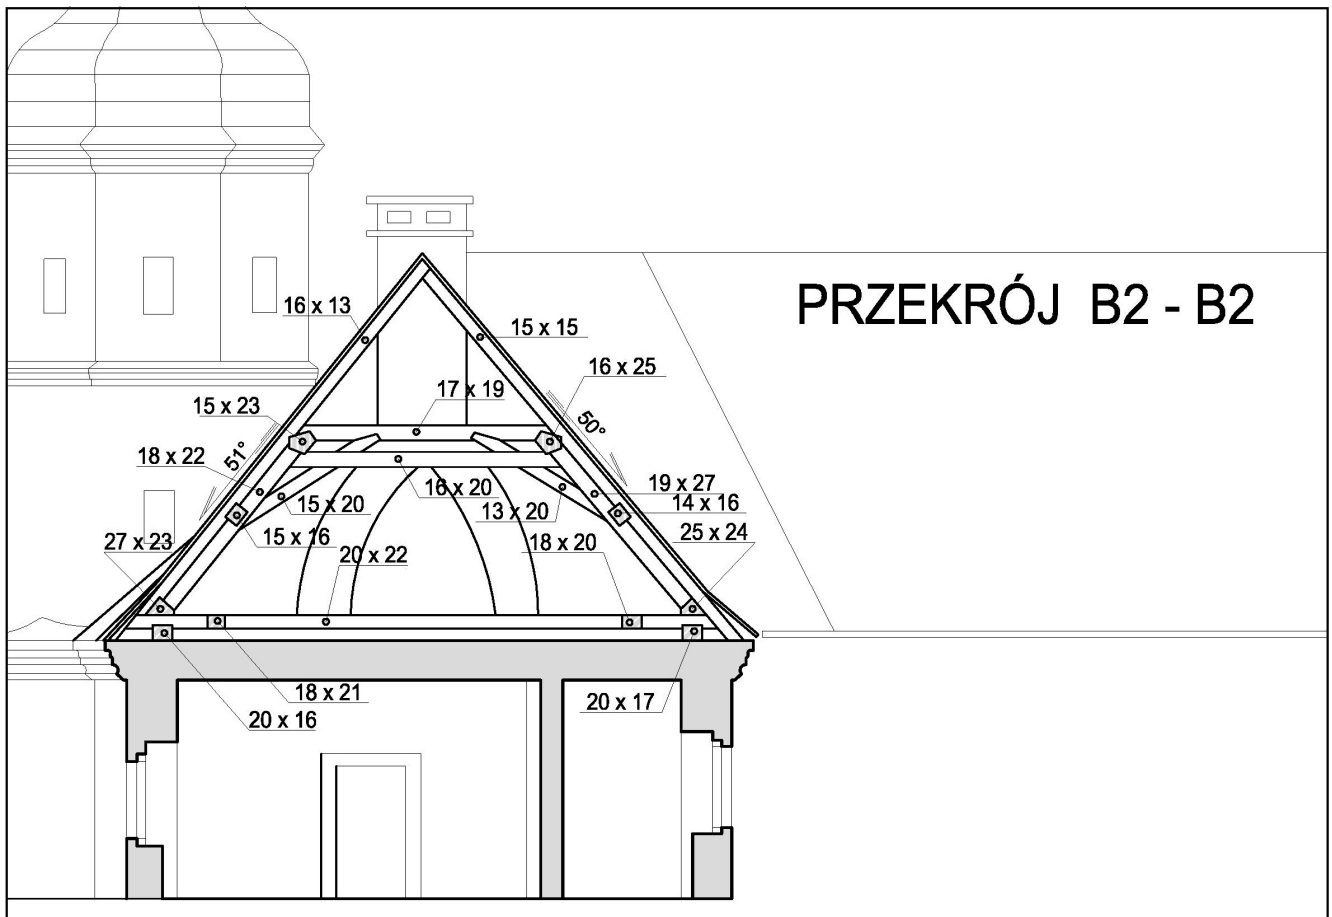 PRZEKRÓJ B2 - B2
16 x 13
15 x 15
16 x 25
17 x 19
15 x 23
50°
51°
18 x 22
19 x 27
16 x 20
15 x 20
14 x 16
13 x 20
25 x 24
15 x 16
27 x 23
18 x 20
20 x 22
18 x 21
20 x 17
20 x 16